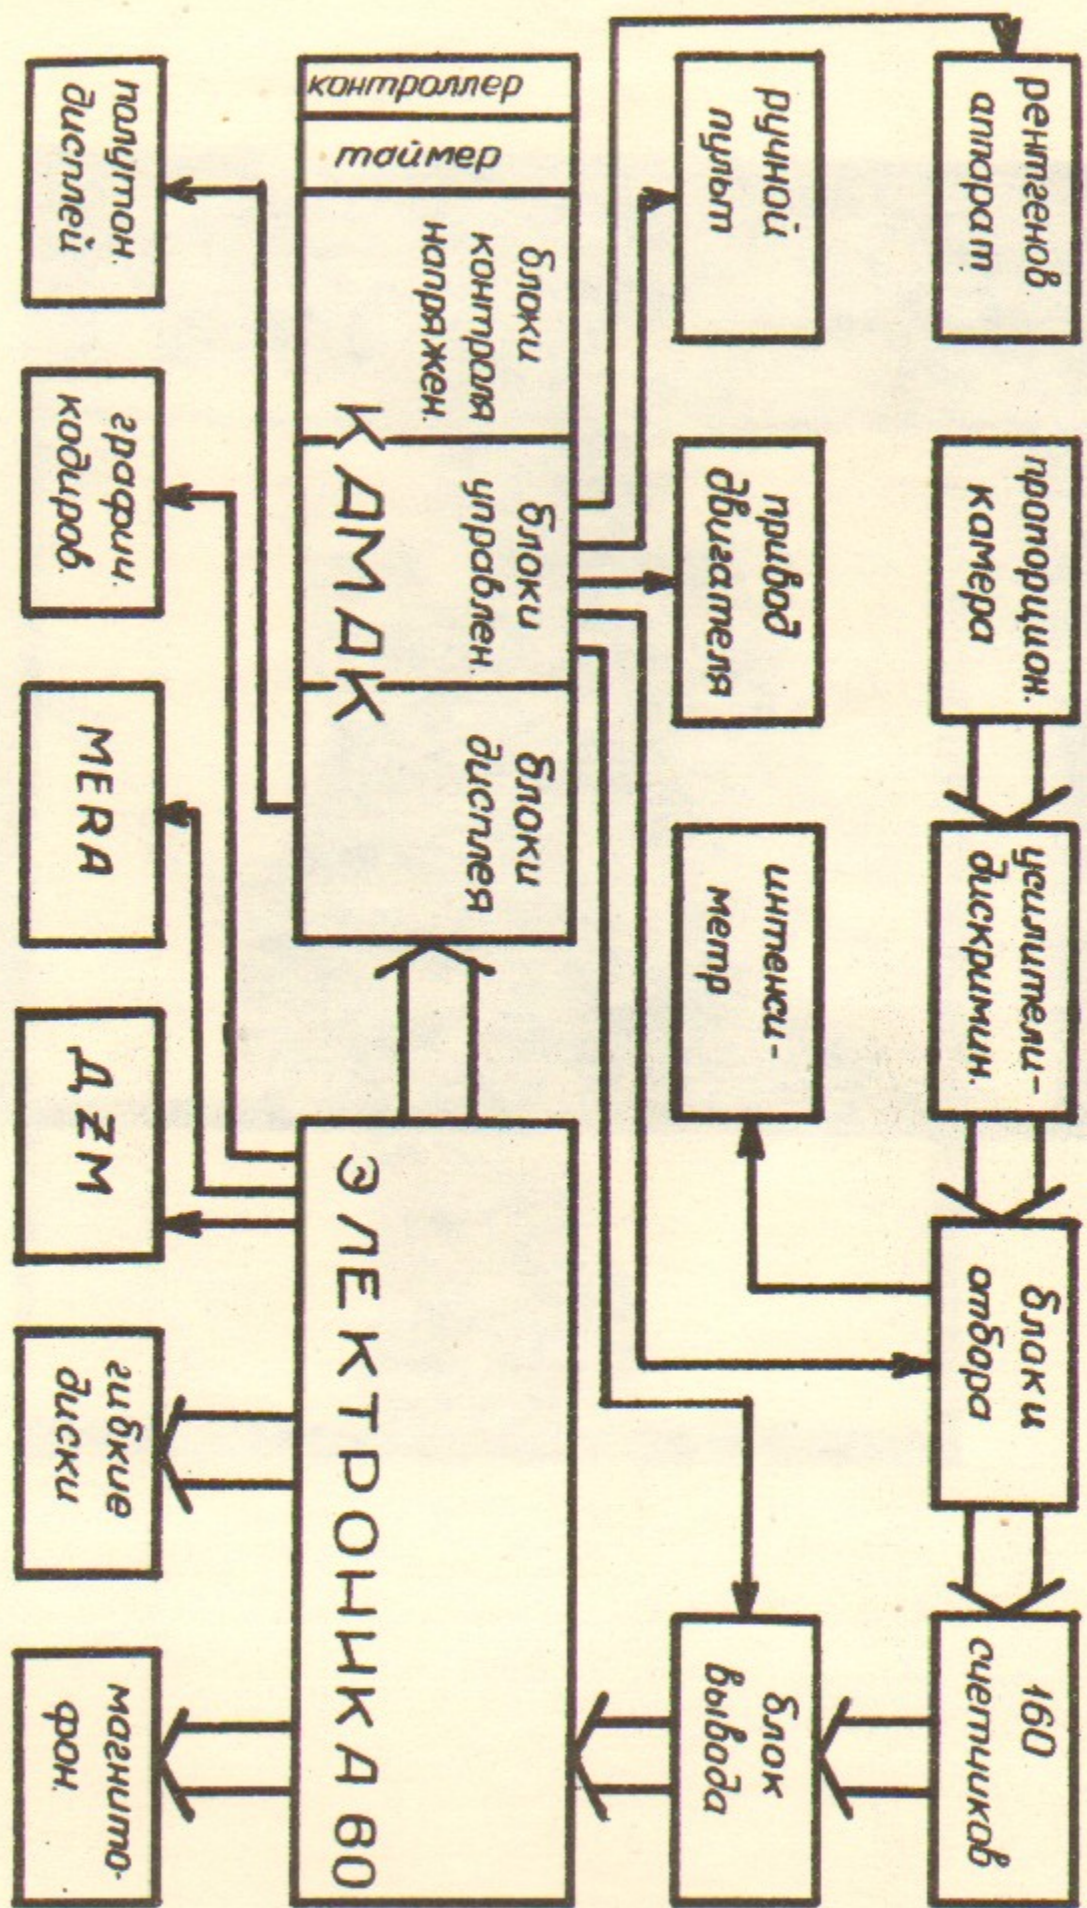 рентгенов.
аппарат
пропорцион.
камера
усилители-
дискримин.
блоки
отбора
160
счетчиков
ручной
пульт
привод
двигателя
интенси-
метр
блок
вывода
контроллер
таймер
блоки
контроля
напряжен.
блоки
управлен.
блоки
дисплея
КАМАК
ЭЛЕКТРОНИКА 60
полутон.
дисплей
графич.
кодиров.
MERA
ДZМ
гибкие
диски
магнито-
фон.